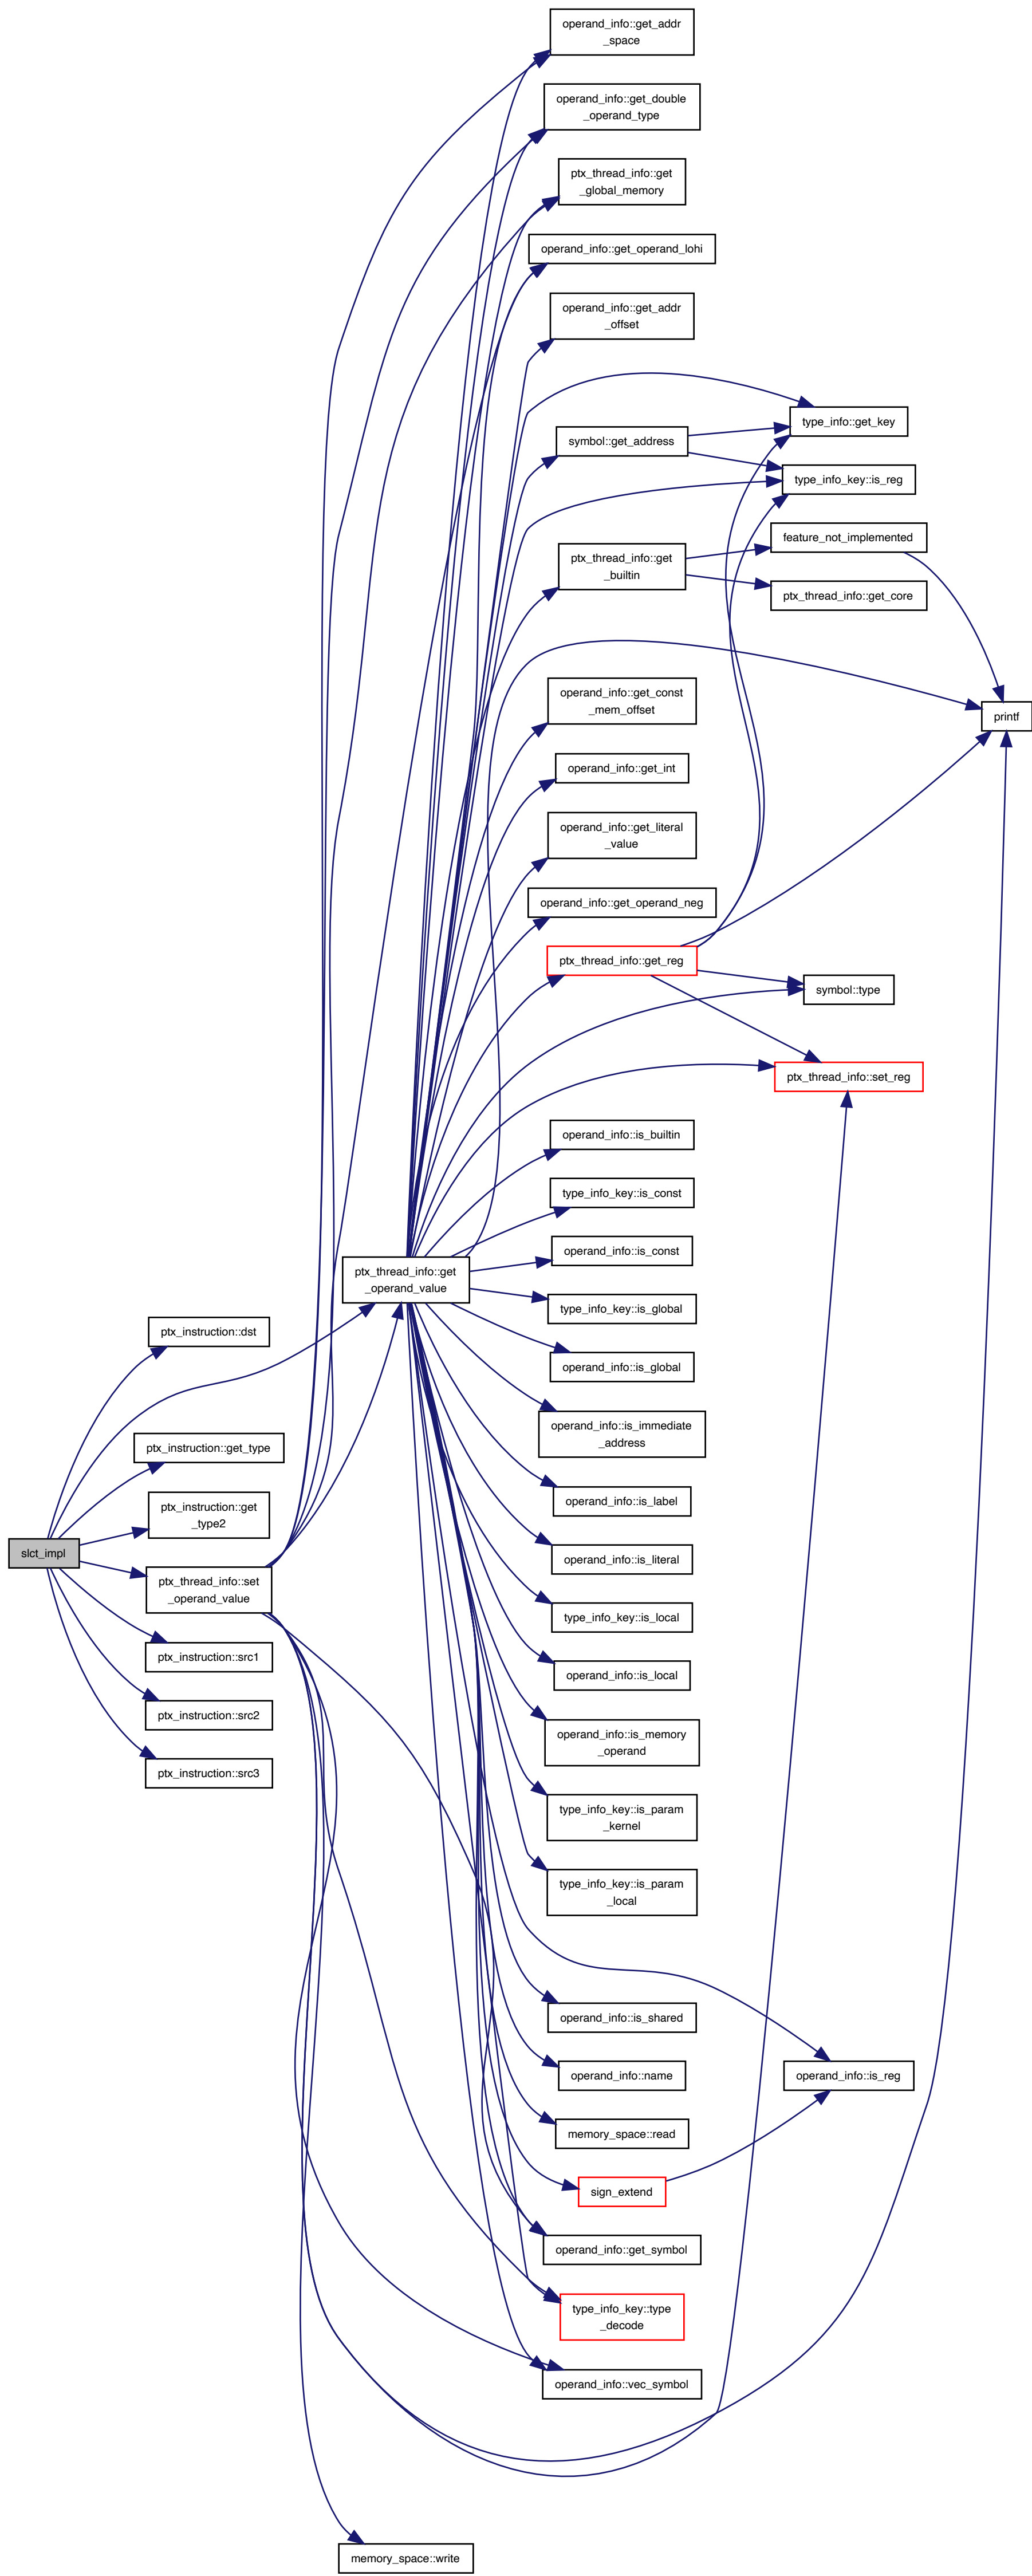 operand_info::get_addr
_space
operand_info::get_double
_operand_type
ptx_thread_info::get
_global_memory
operand_info::get_operand_lohi
operand_info::get_addr
_offset
type_info::get_key
symbol::get_address
type_info_key::is_reg
feature_not_implemented
ptx_thread_info::get
_builtin
ptx_thread_info::get_core
operand_info::get_const
_mem_offset
printf
operand_info::get_int
operand_info::get_literal
_value
operand_info::get_operand_neg
ptx_thread_info::get_reg
symbol::type
ptx_thread_info::set_reg
operand_info::is_builtin
type_info_key::is_const
operand_info::is_const
ptx_thread_info::get
_operand_value
type_info_key::is_global
ptx_instruction::dst
operand_info::is_global
operand_info::is_immediate
_address
ptx_instruction::get_type
operand_info::is_label
ptx_instruction::get
_type2
slct_impl
operand_info::is_literal
ptx_thread_info::set
_operand_value
type_info_key::is_local
ptx_instruction::src1
operand_info::is_local
ptx_instruction::src2
operand_info::is_memory
_operand
ptx_instruction::src3
type_info_key::is_param
_kernel
type_info_key::is_param
_local
operand_info::is_shared
operand_info::name
operand_info::is_reg
memory_space::read
sign_extend
operand_info::get_symbol
type_info_key::type
_decode
operand_info::vec_symbol
memory_space::write